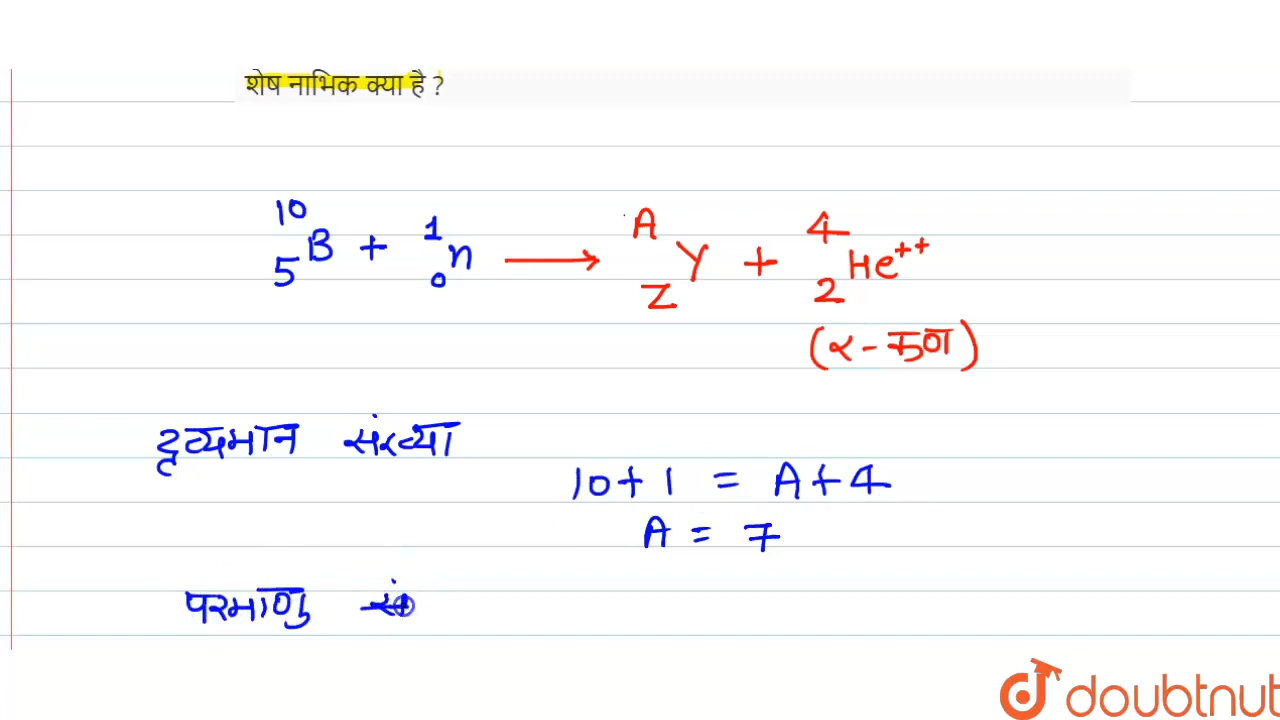 शेष नाभिक क्या है ?
10 5 B + 1 0 n ⟶ A Z Y + 4 2 He++
(α - कण)
द्रव्यमान संख्या
10 + 1 = A + 4
A = 7
परमाणु सं
doubtnut